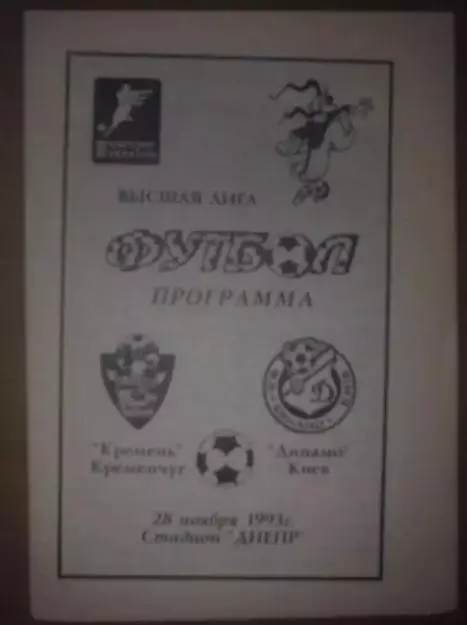 ВЫСШАЯ ЛИГА
ФУТБОЛ
ПРОГРАММА
"Кремень"
Кременчуг
"Динамо"
Киев
28 ноября 1993г.
Стадион "ДНЕПР"